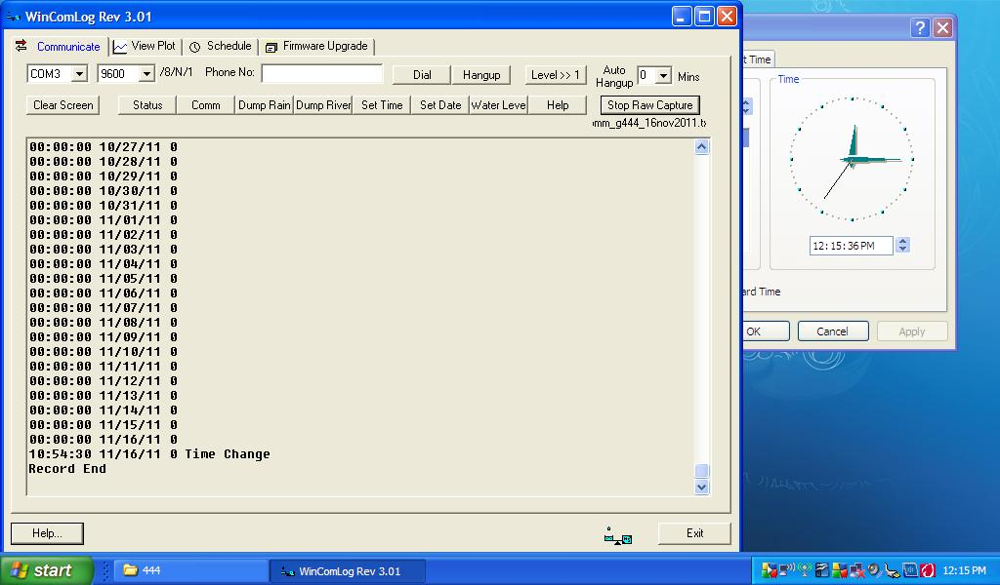 WinComLog Rev 3.01
Communicate View Plot Schedule Firmware Upgrade
COM3 9600 /8/N/1 Phone No: Dial Hangup Level >> 1 Auto Hangup 0 Mins
Clear Screen Status Comm Dump Rain Dump River Set Time Set Date Water Leve Help Stop Raw Capture
mm_g444_16nov2011.t
00:00:00 10/27/11 0
00:00:00 10/28/11 0
00:00:00 10/29/11 0
00:00:00 10/30/11 0
00:00:00 10/31/11 0
00:00:00 11/01/11 0
00:00:00 11/02/11 0
00:00:00 11/03/11 0
00:00:00 11/04/11 0
00:00:00 11/05/11 0
00:00:00 11/06/11 0
00:00:00 11/07/11 0
00:00:00 11/08/11 0
00:00:00 11/09/11 0
00:00:00 11/10/11 0
00:00:00 11/11/11 0
00:00:00 11/12/11 0
00:00:00 11/13/11 0
00:00:00 11/14/11 0
00:00:00 11/15/11 0
00:00:00 11/16/11 0
10:54:30 11/16/11 0 Time Change
Record End
Help... Exit
t Time
Time
12:15:36 PM
ard Time
OK Cancel Apply
start 444 WinComLog Rev 3.01 12:15 PM